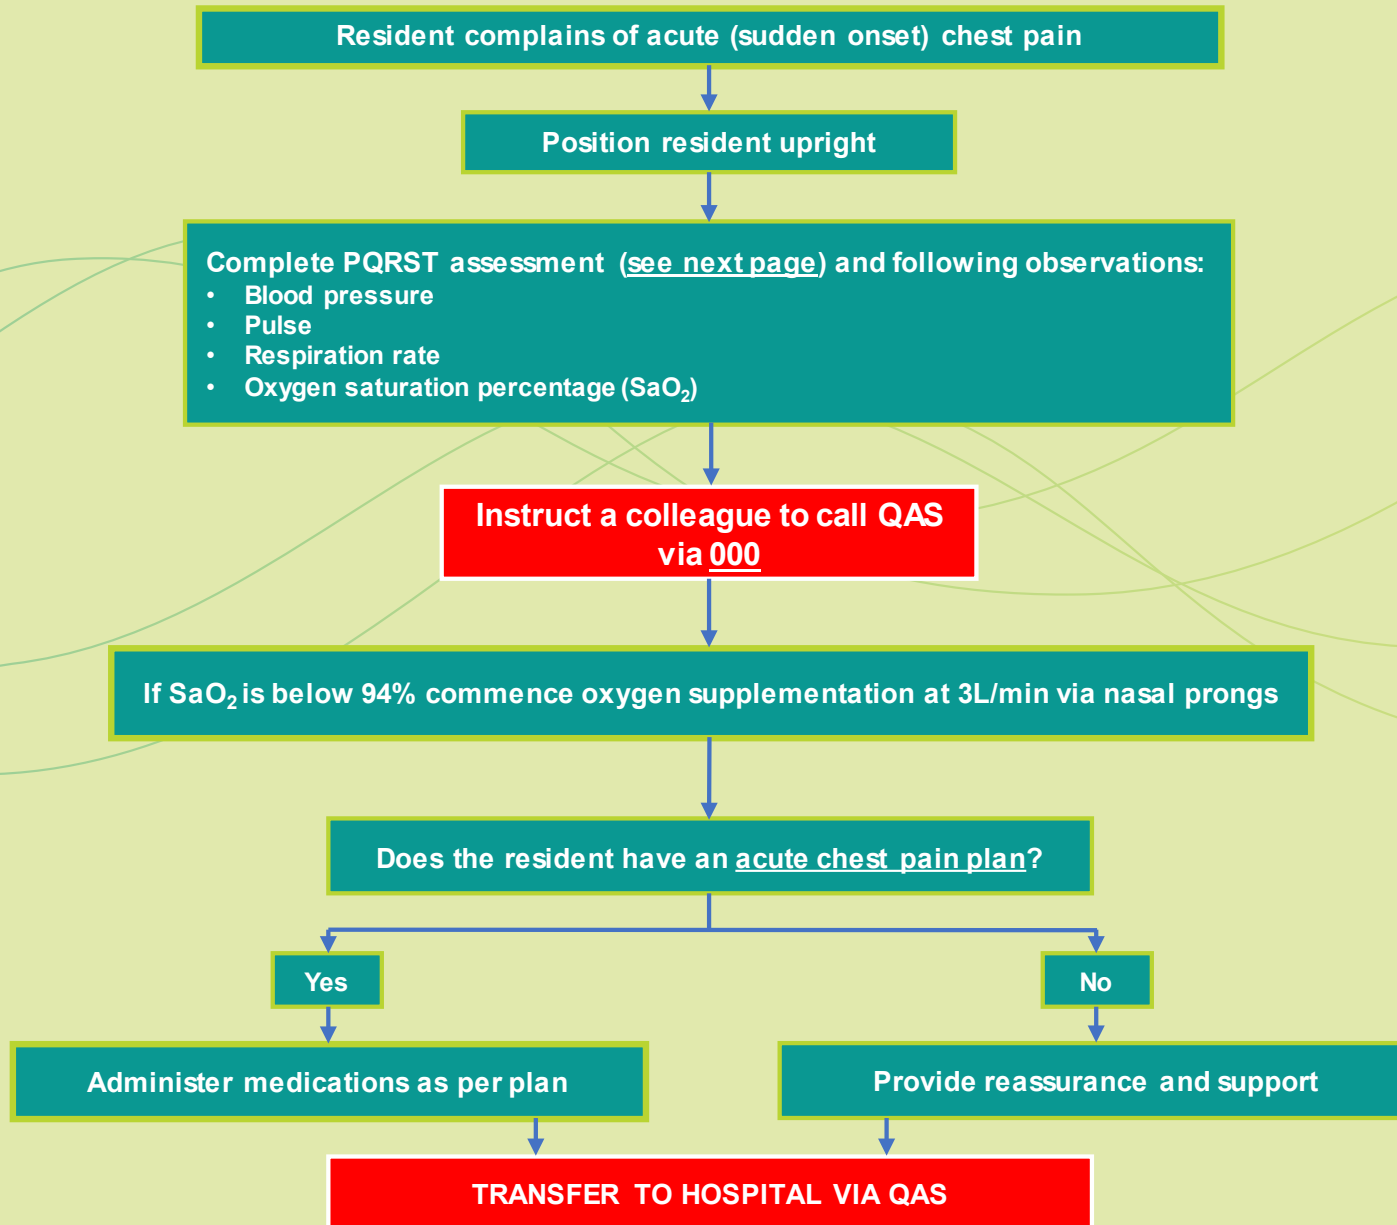 Resident complains of acute (sudden onset) chest pain
Position resident upright
Complete PQRST assessment (see next page) and following observations:
• Blood pressure
• Pulse
• Respiration rate
• Oxygen saturation percentage (SaO₂)
Instruct a colleague to call QAS
via 000
If SaO₂ is below 94% commence oxygen supplementation at 3L/min via nasal prongs
Does the resident have an acute chest pain plan?
Yes
No
Administer medications as per plan
Provide reassurance and support
TRANSFER TO HOSPITAL VIA QAS